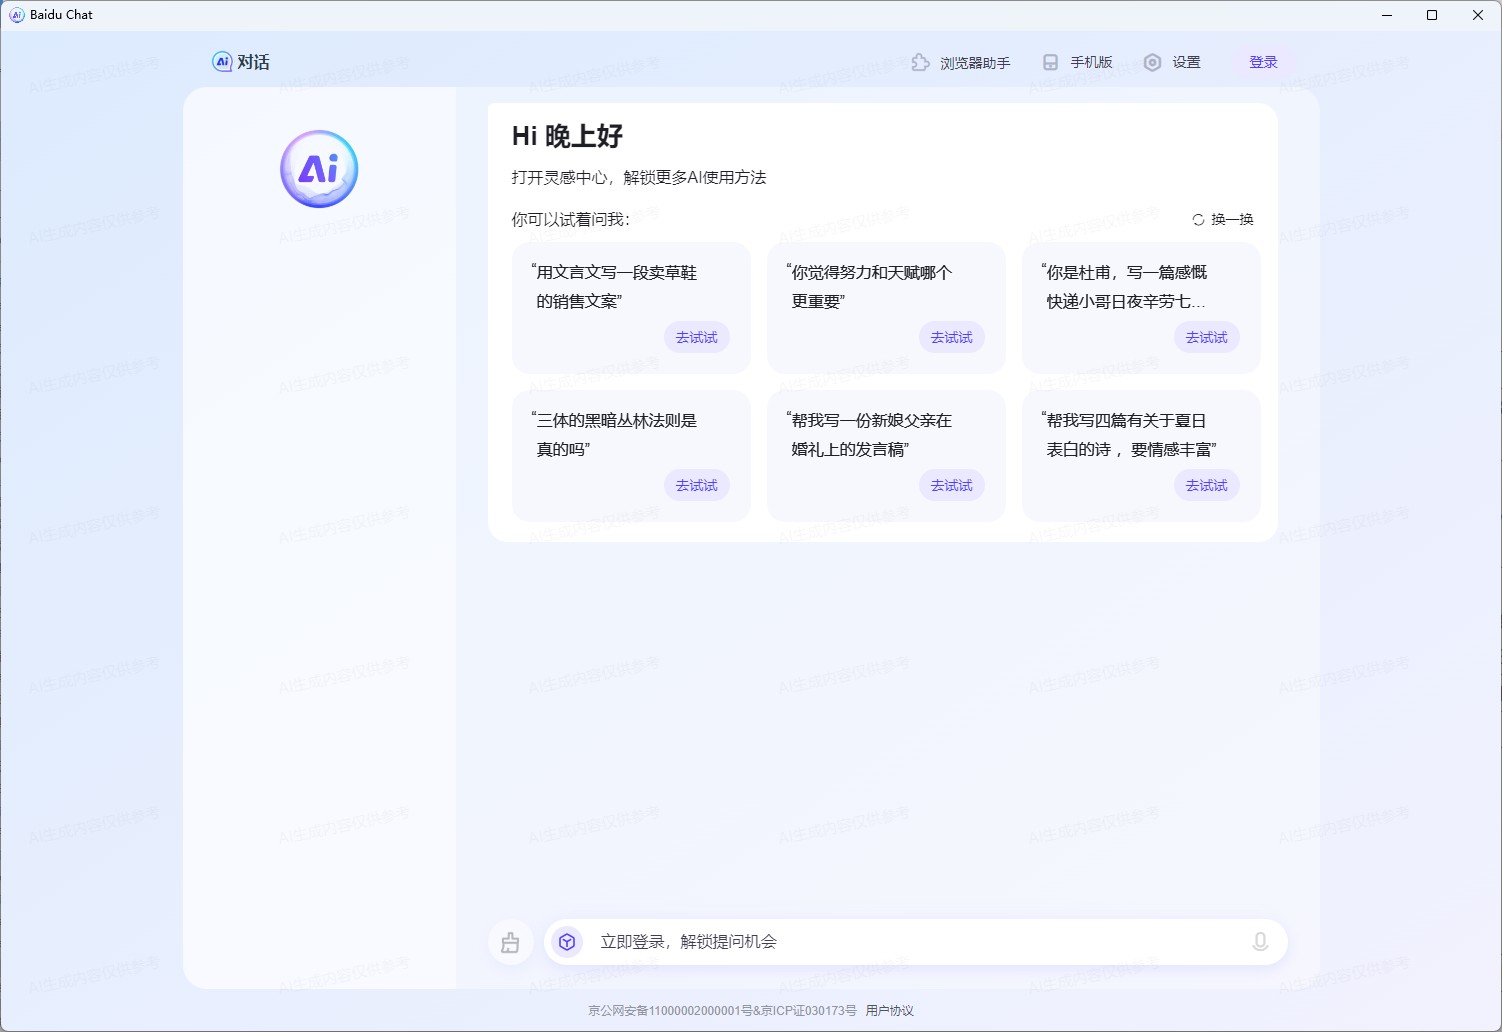 Baidu Chat
Ai 对话
浏览器助手
手机版
设置
登录
Ai
Hi 晚上好
打开灵感中心，解锁更多AI使用方法
你可以试着问我：
换一换
“用文言文写一段卖草鞋
的销售文案”
去试试
“你觉得努力和天赋哪个
更重要”
去试试
“你是杜甫，写一篇感慨
快递小哥日夜辛劳七...
去试试
“三体的黑暗丛林法则是
真的吗”
去试试
“帮我写一份新娘父亲在
婚礼上的发言稿”
去试试
“帮我写四篇有关于夏日
表白的诗 ，要情感丰富”
去试试
立即登录，解锁提问机会
京公网安备11000002000001号&京ICP证030173号 用户协议
AI生成内容仅供参考